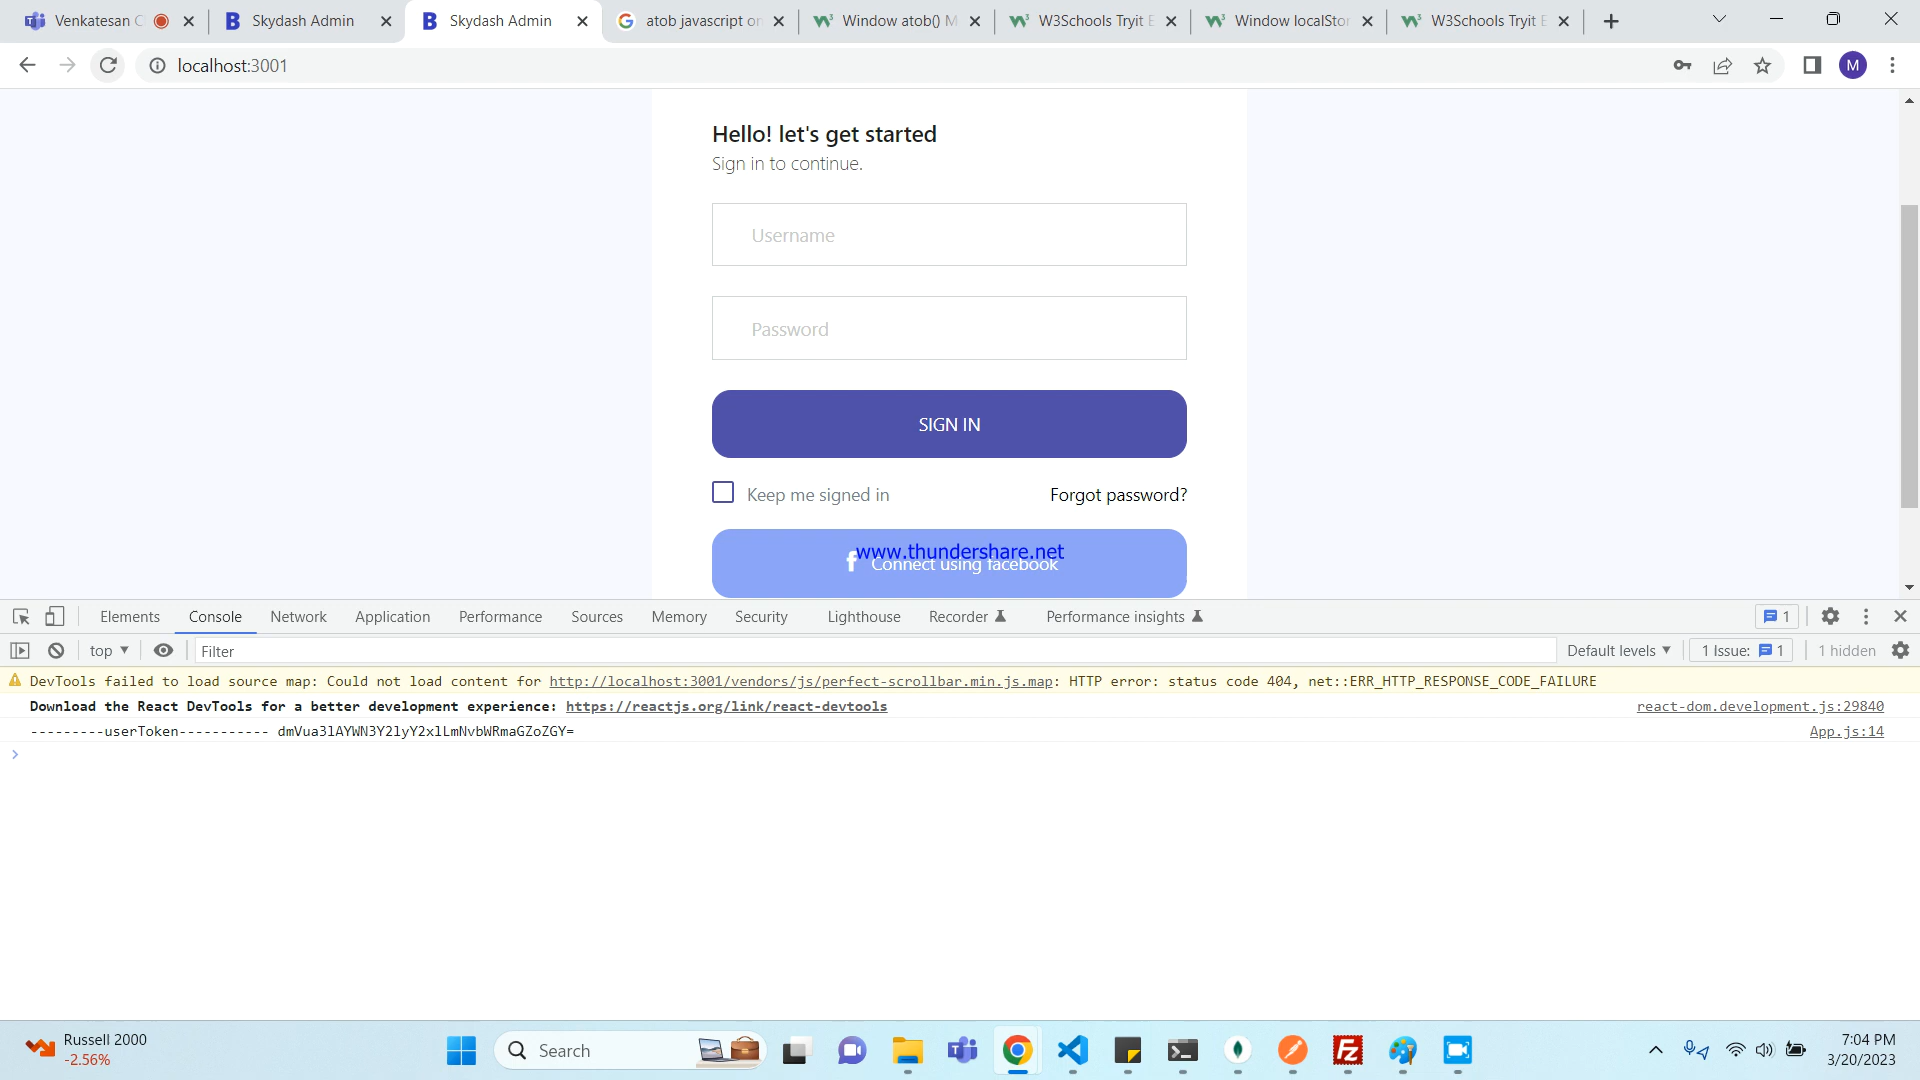 Venkatesan C
Skydash Admin
Skydash Admin
atob javascript on
Window atob() M
W3Schools Tryit E
Window localStor
W3Schools Tryit E
localhost:3001
M
Hello! let's get started
Sign in to continue.
Username
Password
SIGN IN
Keep me signed in
Forgot password?
www.thundershare.net
Connect using facebook
Elements
Console
Network
Application
Performance
Sources
Memory
Security
Lighthouse
Recorder
Performance insights
1
top
Filter
Default levels
1 Issue: 1
1 hidden
DevTools failed to load source map: Could not load content for http://localhost:3001/vendors/js/perfect-scrollbar.min.js.map: HTTP error: status code 404, net::ERR_HTTP_RESPONSE_CODE_FAILURE
Download the React DevTools for a better development experience: https://reactjs.org/link/react-devtools
react-dom.development.js:29840
---------userToken----------- dmVua3lAYWN3Y2lyY2xlLmNvbWRmaGZoZGY=
App.js:14
Russell 2000
-2.56%
Search
7:04 PM
3/20/2023